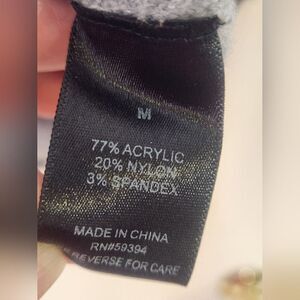 M
77% ACRYLIC
20% NYLON
3% SPANDEX
MADE IN CHINA
RN#59394
REVERSE FOR CARE